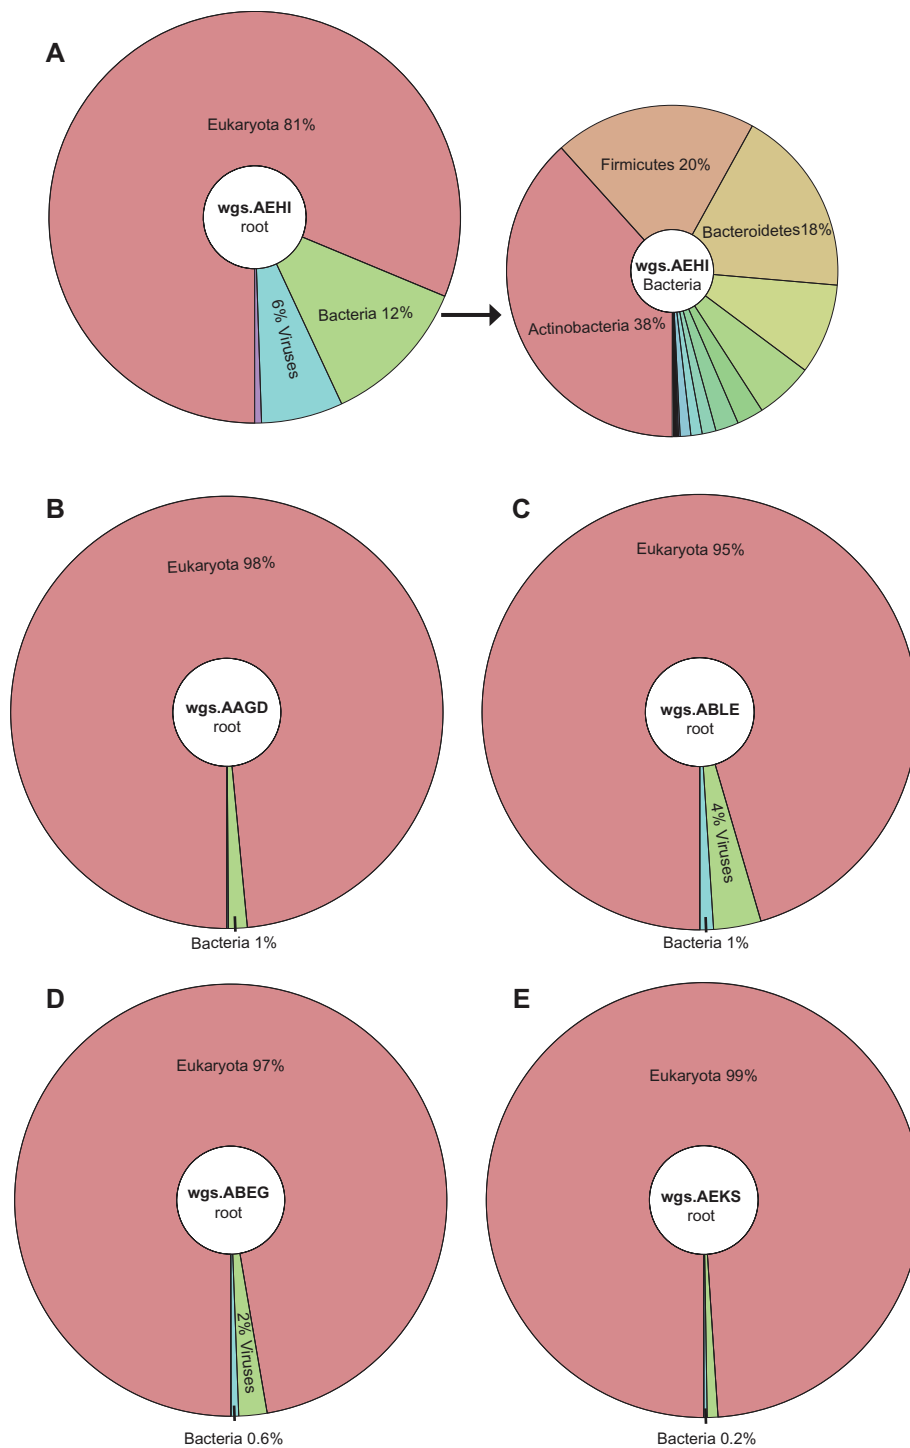 A
Eukaryota 81%
wgs.AEHI
root
6% Viruses
Bacteria 12%
Firmicutes 20%
Bacteroidetes18%
wgs.AEHI
Bacteria
Actinobacteria 38%
B
Eukaryota 98%
wgs.AAGD
root
Bacteria 1%
C
Eukaryota 95%
wgs.ABLE
root
4% Viruses
Bacteria 1%
D
Eukaryota 97%
wgs.ABEG
root
2% Viruses
Bacteria 0.6%
E
Eukaryota 99%
wgs.AEKS
root
Bacteria 0.2%